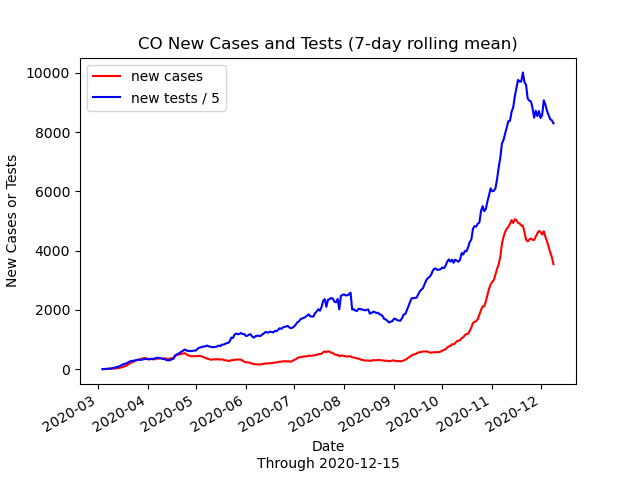 CO New Cases and Tests (7-day rolling mean)
new cases
new tests / 5
New Cases or Tests
10000
8000
6000
4000
2000
0
2020-03
2020-04
2020-05
2020-06
2020-07
2020-08
2020-09
2020-10
2020-11
2020-12
Date
Through 2020-12-15